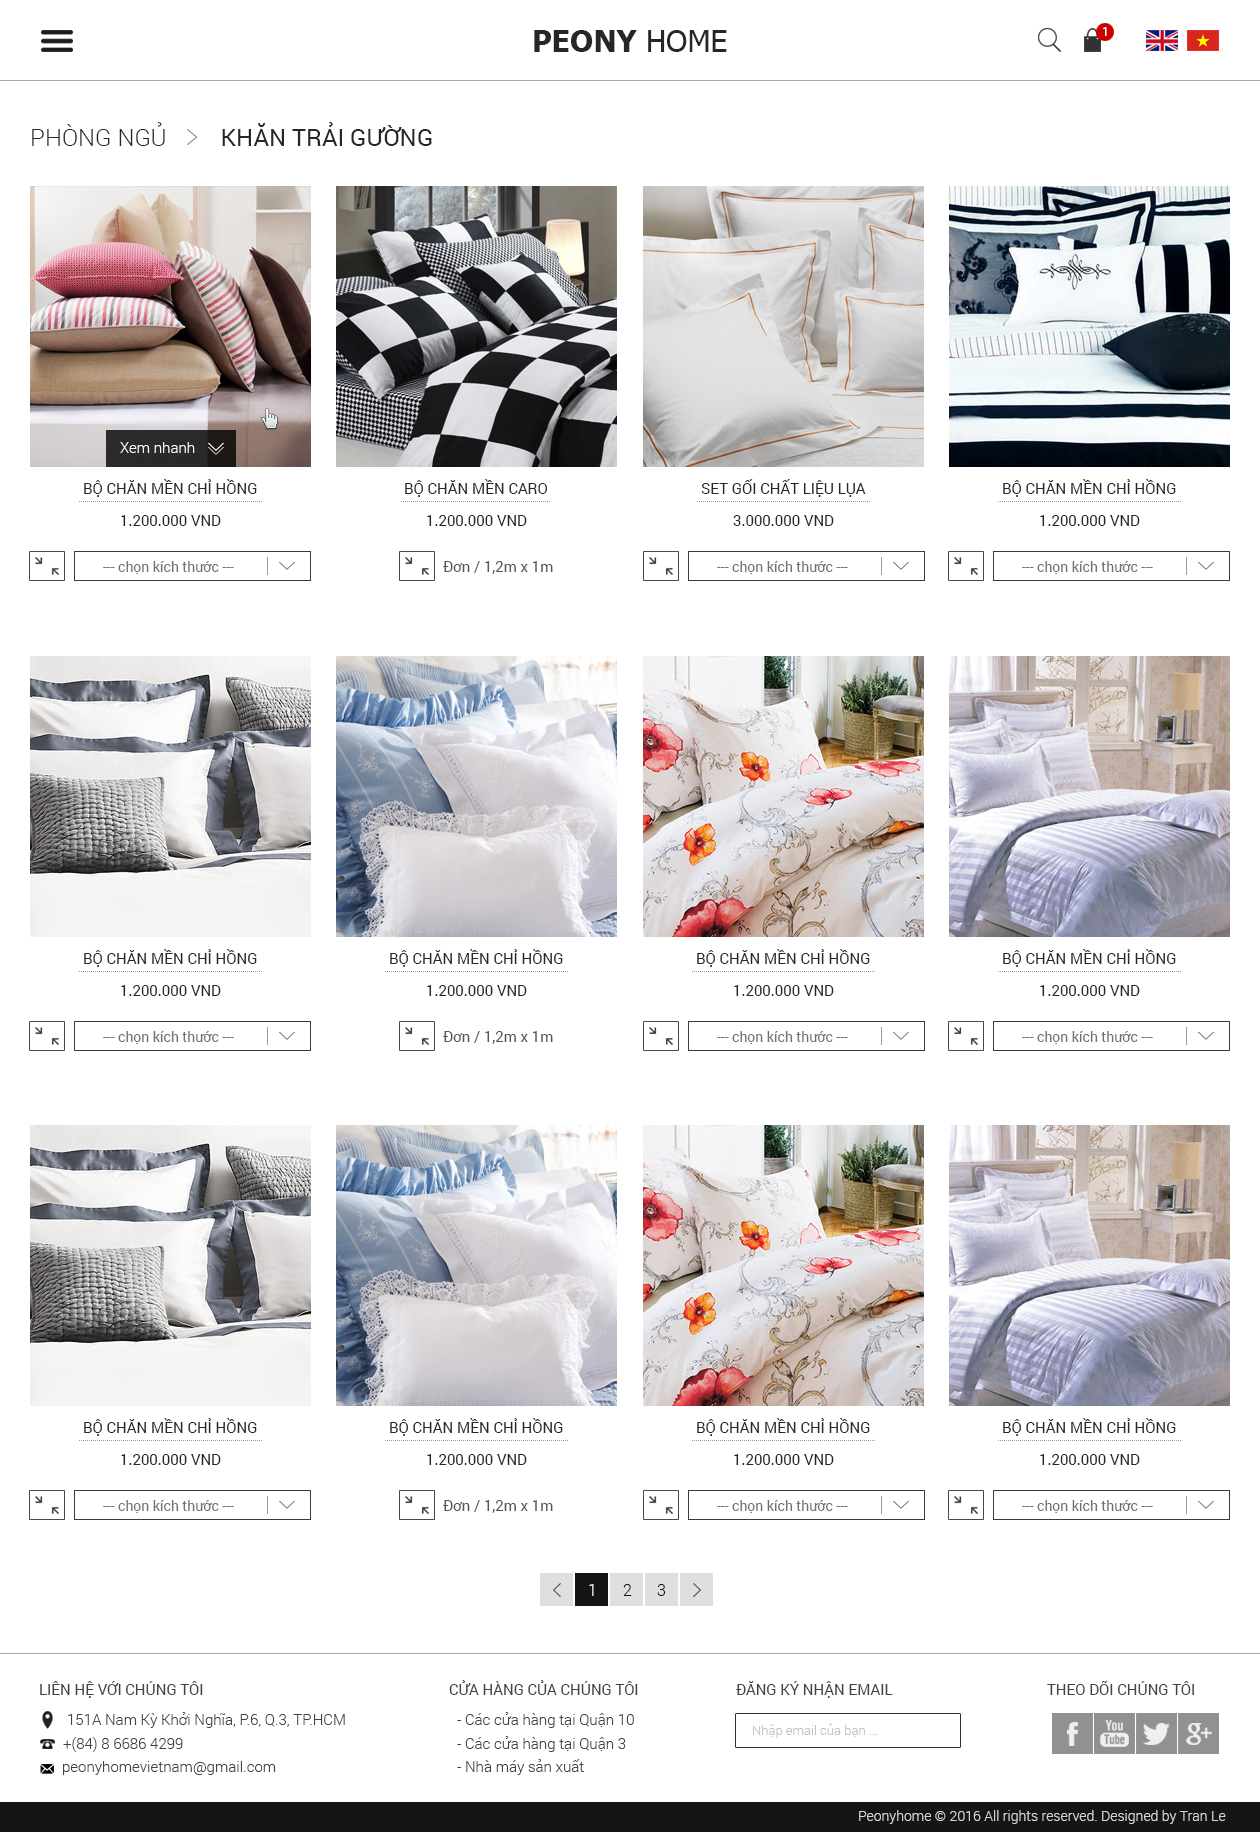 PEONY HOME
1
PHÒNG NGỦ > KHĂN TRẢI GƯỜNG
Xem nhanh
BỘ CHĂN MỀN CHỈ HỒNG
1.200.000 VND
--- chọn kích thước ---
BỘ CHĂN MỀN CARO
1.200.000 VND
Đơn / 1,2m x 1m
SET GỐI CHẤT LIỆU LỤA
3.000.000 VND
--- chọn kích thước ---
BỘ CHĂN MỀN CHỈ HỒNG
1.200.000 VND
--- chọn kích thước ---
BỘ CHĂN MỀN CHỈ HỒNG
1.200.000 VND
--- chọn kích thước ---
BỘ CHĂN MỀN CHỈ HỒNG
1.200.000 VND
Đơn / 1,2m x 1m
BỘ CHĂN MỀN CHỈ HỒNG
1.200.000 VND
--- chọn kích thước ---
BỘ CHĂN MỀN CHỈ HỒNG
1.200.000 VND
--- chọn kích thước ---
BỘ CHĂN MỀN CHỈ HỒNG
1.200.000 VND
--- chọn kích thước ---
BỘ CHĂN MỀN CHỈ HỒNG
1.200.000 VND
Đơn / 1,2m x 1m
BỘ CHĂN MỀN CHỈ HỒNG
1.200.000 VND
--- chọn kích thước ---
BỘ CHĂN MỀN CHỈ HỒNG
1.200.000 VND
--- chọn kích thước ---
1 2 3
LIÊN HỆ VỚI CHÚNG TÔI
151A Nam Kỳ Khởi Nghĩa, P.6, Q.3, TP.HCM
+(84) 8 6686 4299
peonyhomevietnam@gmail.com
CỬA HÀNG CỦA CHÚNG TÔI
- Các cửa hàng tại Quận 10
- Các cửa hàng tại Quận 3
- Nhà máy sản xuất
ĐĂNG KÝ NHẬN EMAIL
Nhập email của bạn ...
THEO DÕI CHÚNG TÔI
f You Tube g+
Peonyhome © 2016 All rights reserved. Designed by Tran Le